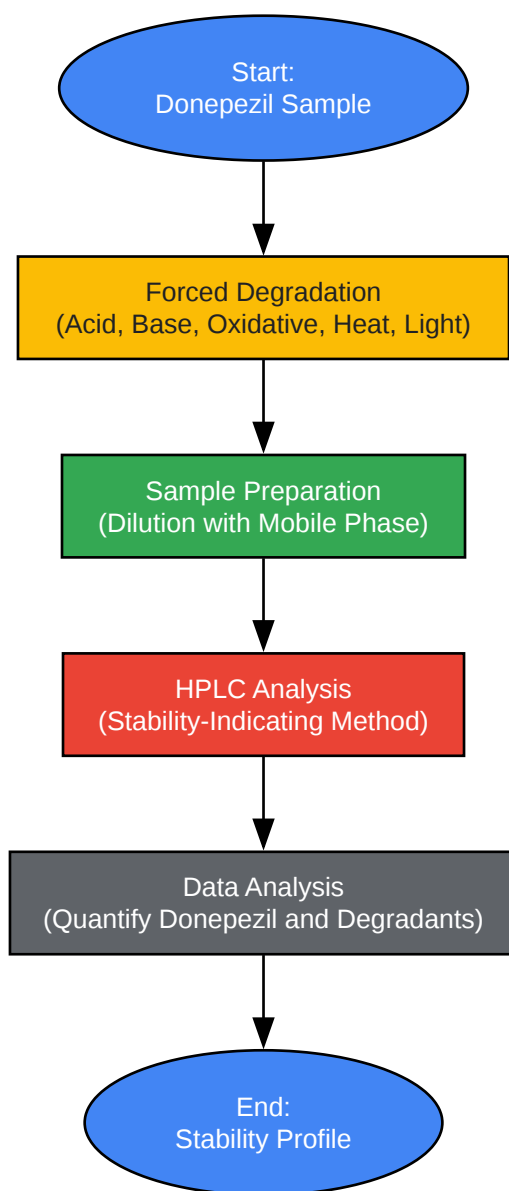 Start:
Donepezil Sample
Forced Degradation
(Acid, Base, Oxidative, Heat, Light)
Sample Preparation
(Dilution with Mobile Phase)
HPLC Analysis
(Stability-Indicating Method)
Data Analysis
(Quantify Donepezil and Degradants)
End:
Stability Profile